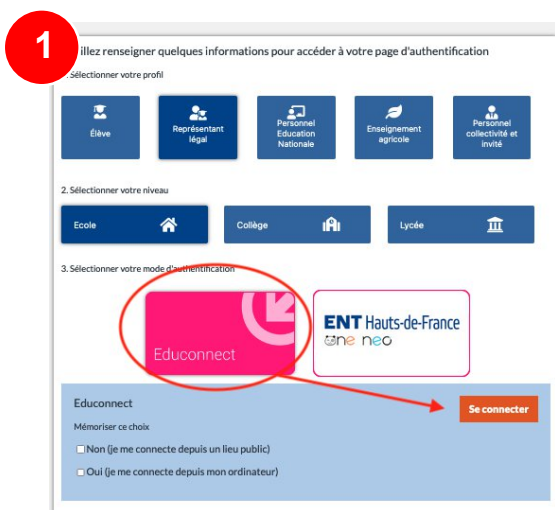 1
illez renseigner quelques informations pour accéder à votre page d'authentification
Sélectionner votre profil
Élève
Représentant
légal
Personnel
Education
Nationale
Enseignement
agricole
Personnel
collectivité et
invité
2. Sélectionner votre niveau
Ecole
Collège
Lycée
3. Sélectionner votre mode d'authentification
Educonnect
ENT Hauts-de-France
one neo
Educonnect
Se connecter
Mémoriser ce choix
Non (je me connecte depuis un lieu public)
Oui (je me connecte depuis mon ordinateur)